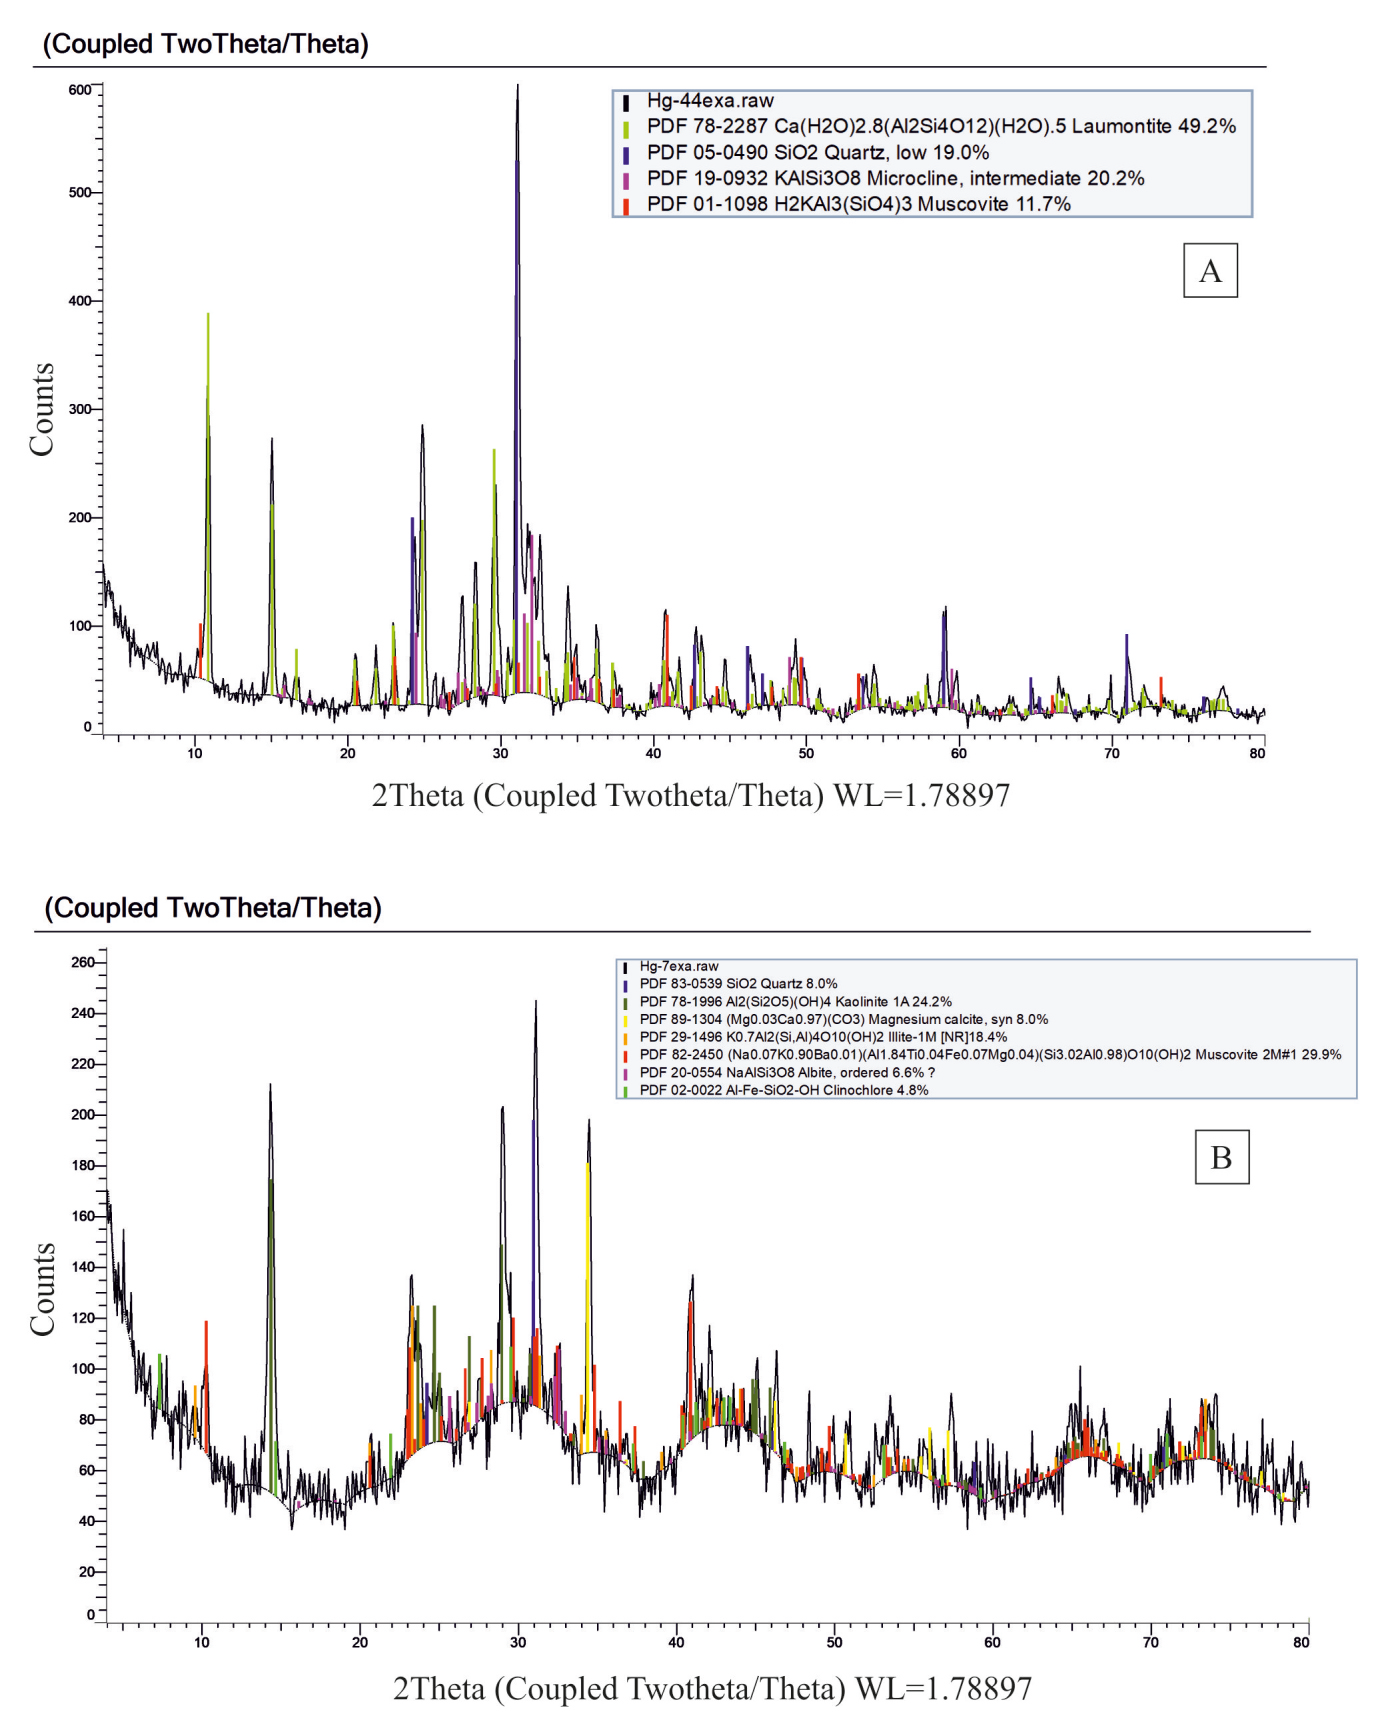 (Coupled TwoTheta/Theta)
Hg-44exa.raw
PDF 78-2287 Ca(H2O)2.8(Al2Si4O12)(H2O).5 Laumontite 49.2%
PDF 05-0490 SiO2 Quartz, low 19.0%
PDF 19-0932 KAlSi3O8 Microcline, intermediate 20.2%
PDF 01-1098 H2KAl3(SiO4)3 Muscovite 11.7%
A
Counts
600
500
400
300
200
100
0
10 20 30 40 50 60 70 80
2Theta (Coupled Twotheta/Theta) WL=1.78897
(Coupled TwoTheta/Theta)
Hg-7exa.raw
PDF 83-0539 SiO2 Quartz 8.0%
PDF 78-1996 Al2(Si2O5)(OH)4 Kaolinite 1A 24.2%
PDF 89-1304 (Mg0.03Ca0.97)(CO3) Magnesium calcite, syn 8.0%
PDF 29-1496 K0.7Al2(Si,Al)4O10(OH)2 Illite-1M [NR]18.4%
PDF 82-2450 (Na0.07K0.90Ba0.01)(Al1.84Ti0.04Fe0.07Mg0.04)(Si3.02Al0.98)O10(OH)2 Muscovite 2M#1 29.9%
PDF 20-0554 NaAlSi3O8 Albite, ordered 6.6% ?
PDF 02-0022 Al-Fe-SiO2-OH Clinochlore 4.8%
B
Counts
260
240
220
200
180
160
140
120
100
80
60
40
20
0
10 20 30 40 50 60 70 80
2Theta (Coupled Twotheta/Theta) WL=1.78897